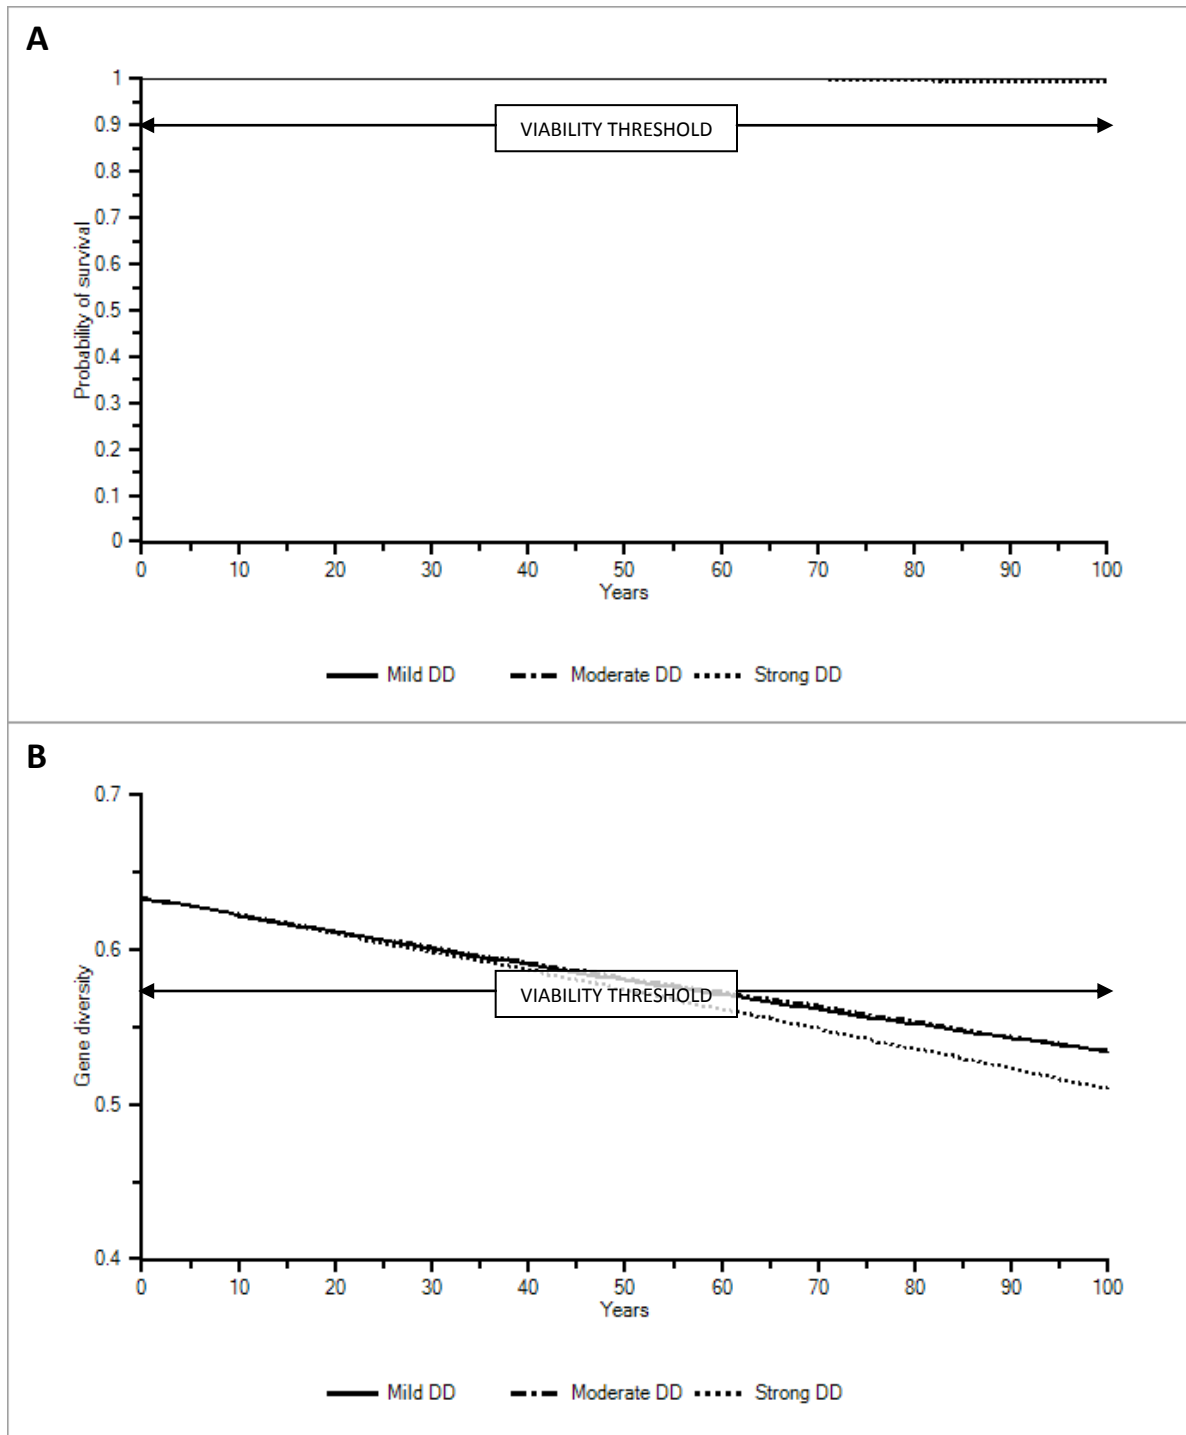 A
1
0.9
0.8
0.7
0.6
0.5
0.4
0.3
0.2
0.1
0
Probability of survival
VIABILITY THRESHOLD
0 10 20 30 40 50 60 70 80 90 100
Years
Mild DD Moderate DD Strong DD
B
0.7
0.6
0.5
0.4
Gene diversity
VIABILITY THRESHOLD
0 10 20 30 40 50 60 70 80 90 100
Years
Mild DD Moderate DD Strong DD